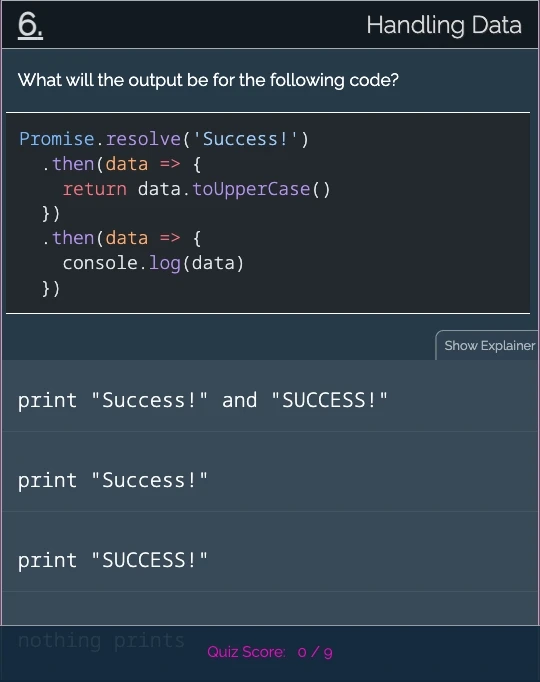 6.
Handling Data
What will the output be for the following code?
Promise.resolve('Success!')
  .then(data => {
    return data.toUpperCase()
  })
  .then(data => {
    console.log(data)
  })
Show Explainer
print "Success!" and "SUCCESS!"
print "Success!"
print "SUCCESS!"
nothing prints
Quiz Score: 0 / 9